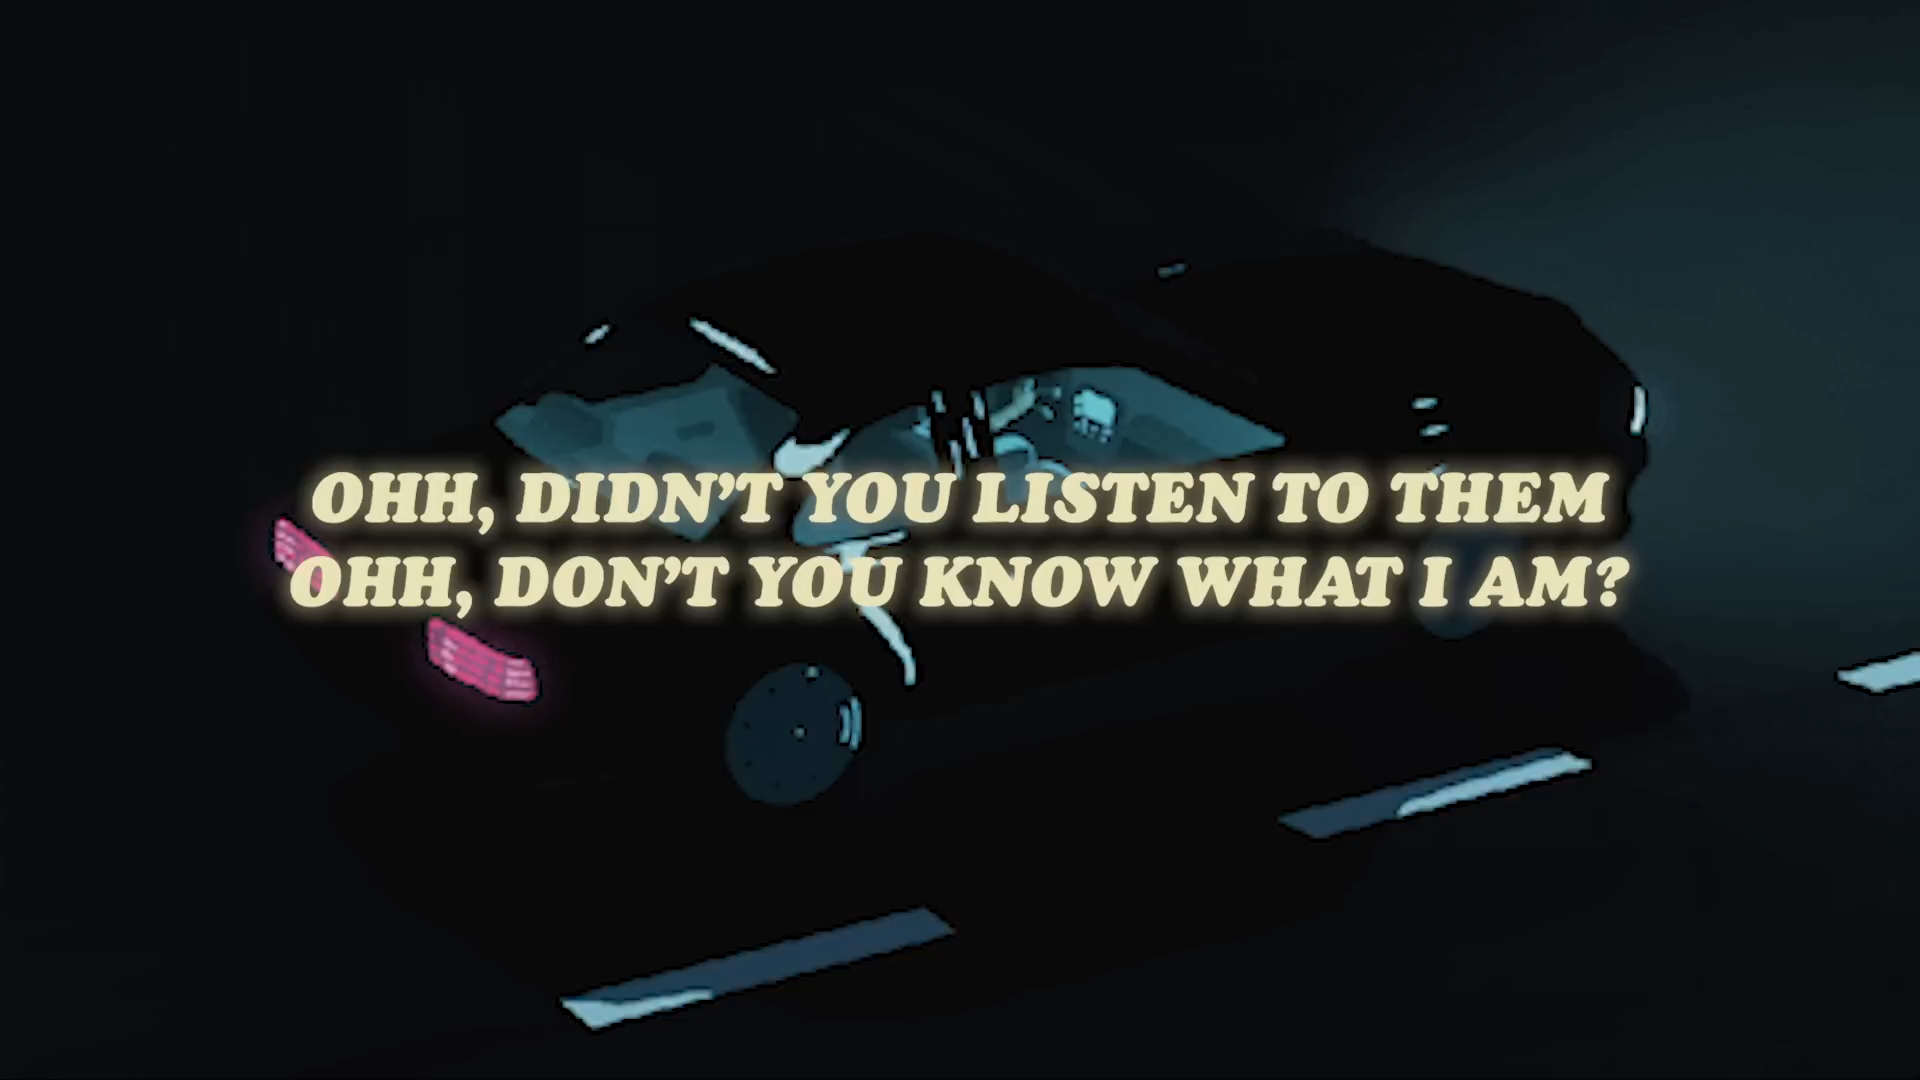 OHH, DIDN’T YOU LISTEN TO THEM
OHH, DON’T YOU KNOW WHAT I AM?